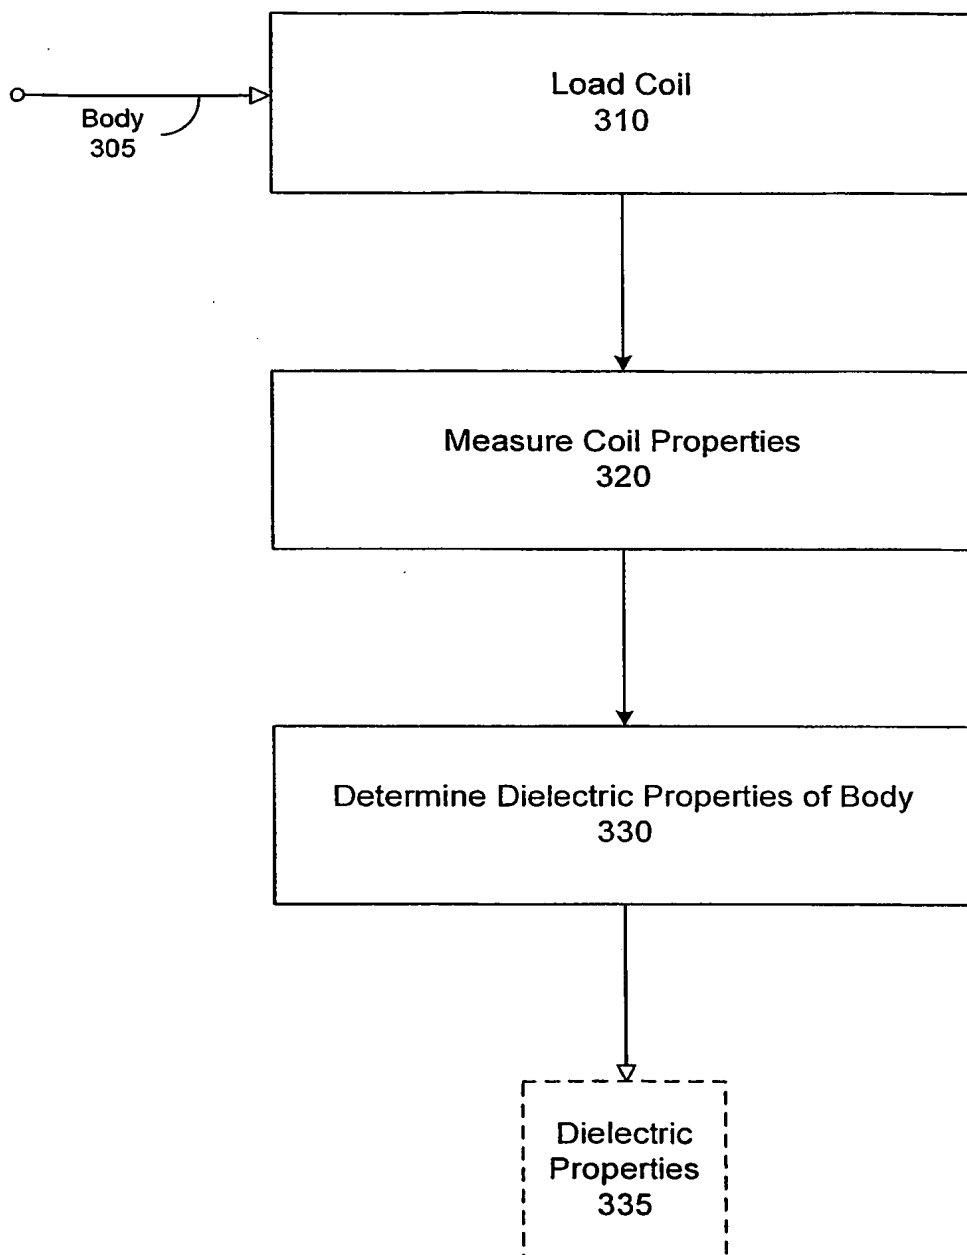 Load Coil
310
Body
305
Measure Coil Properties
320
Determine Dielectric Properties of Body
330
Dielectric
Properties
335